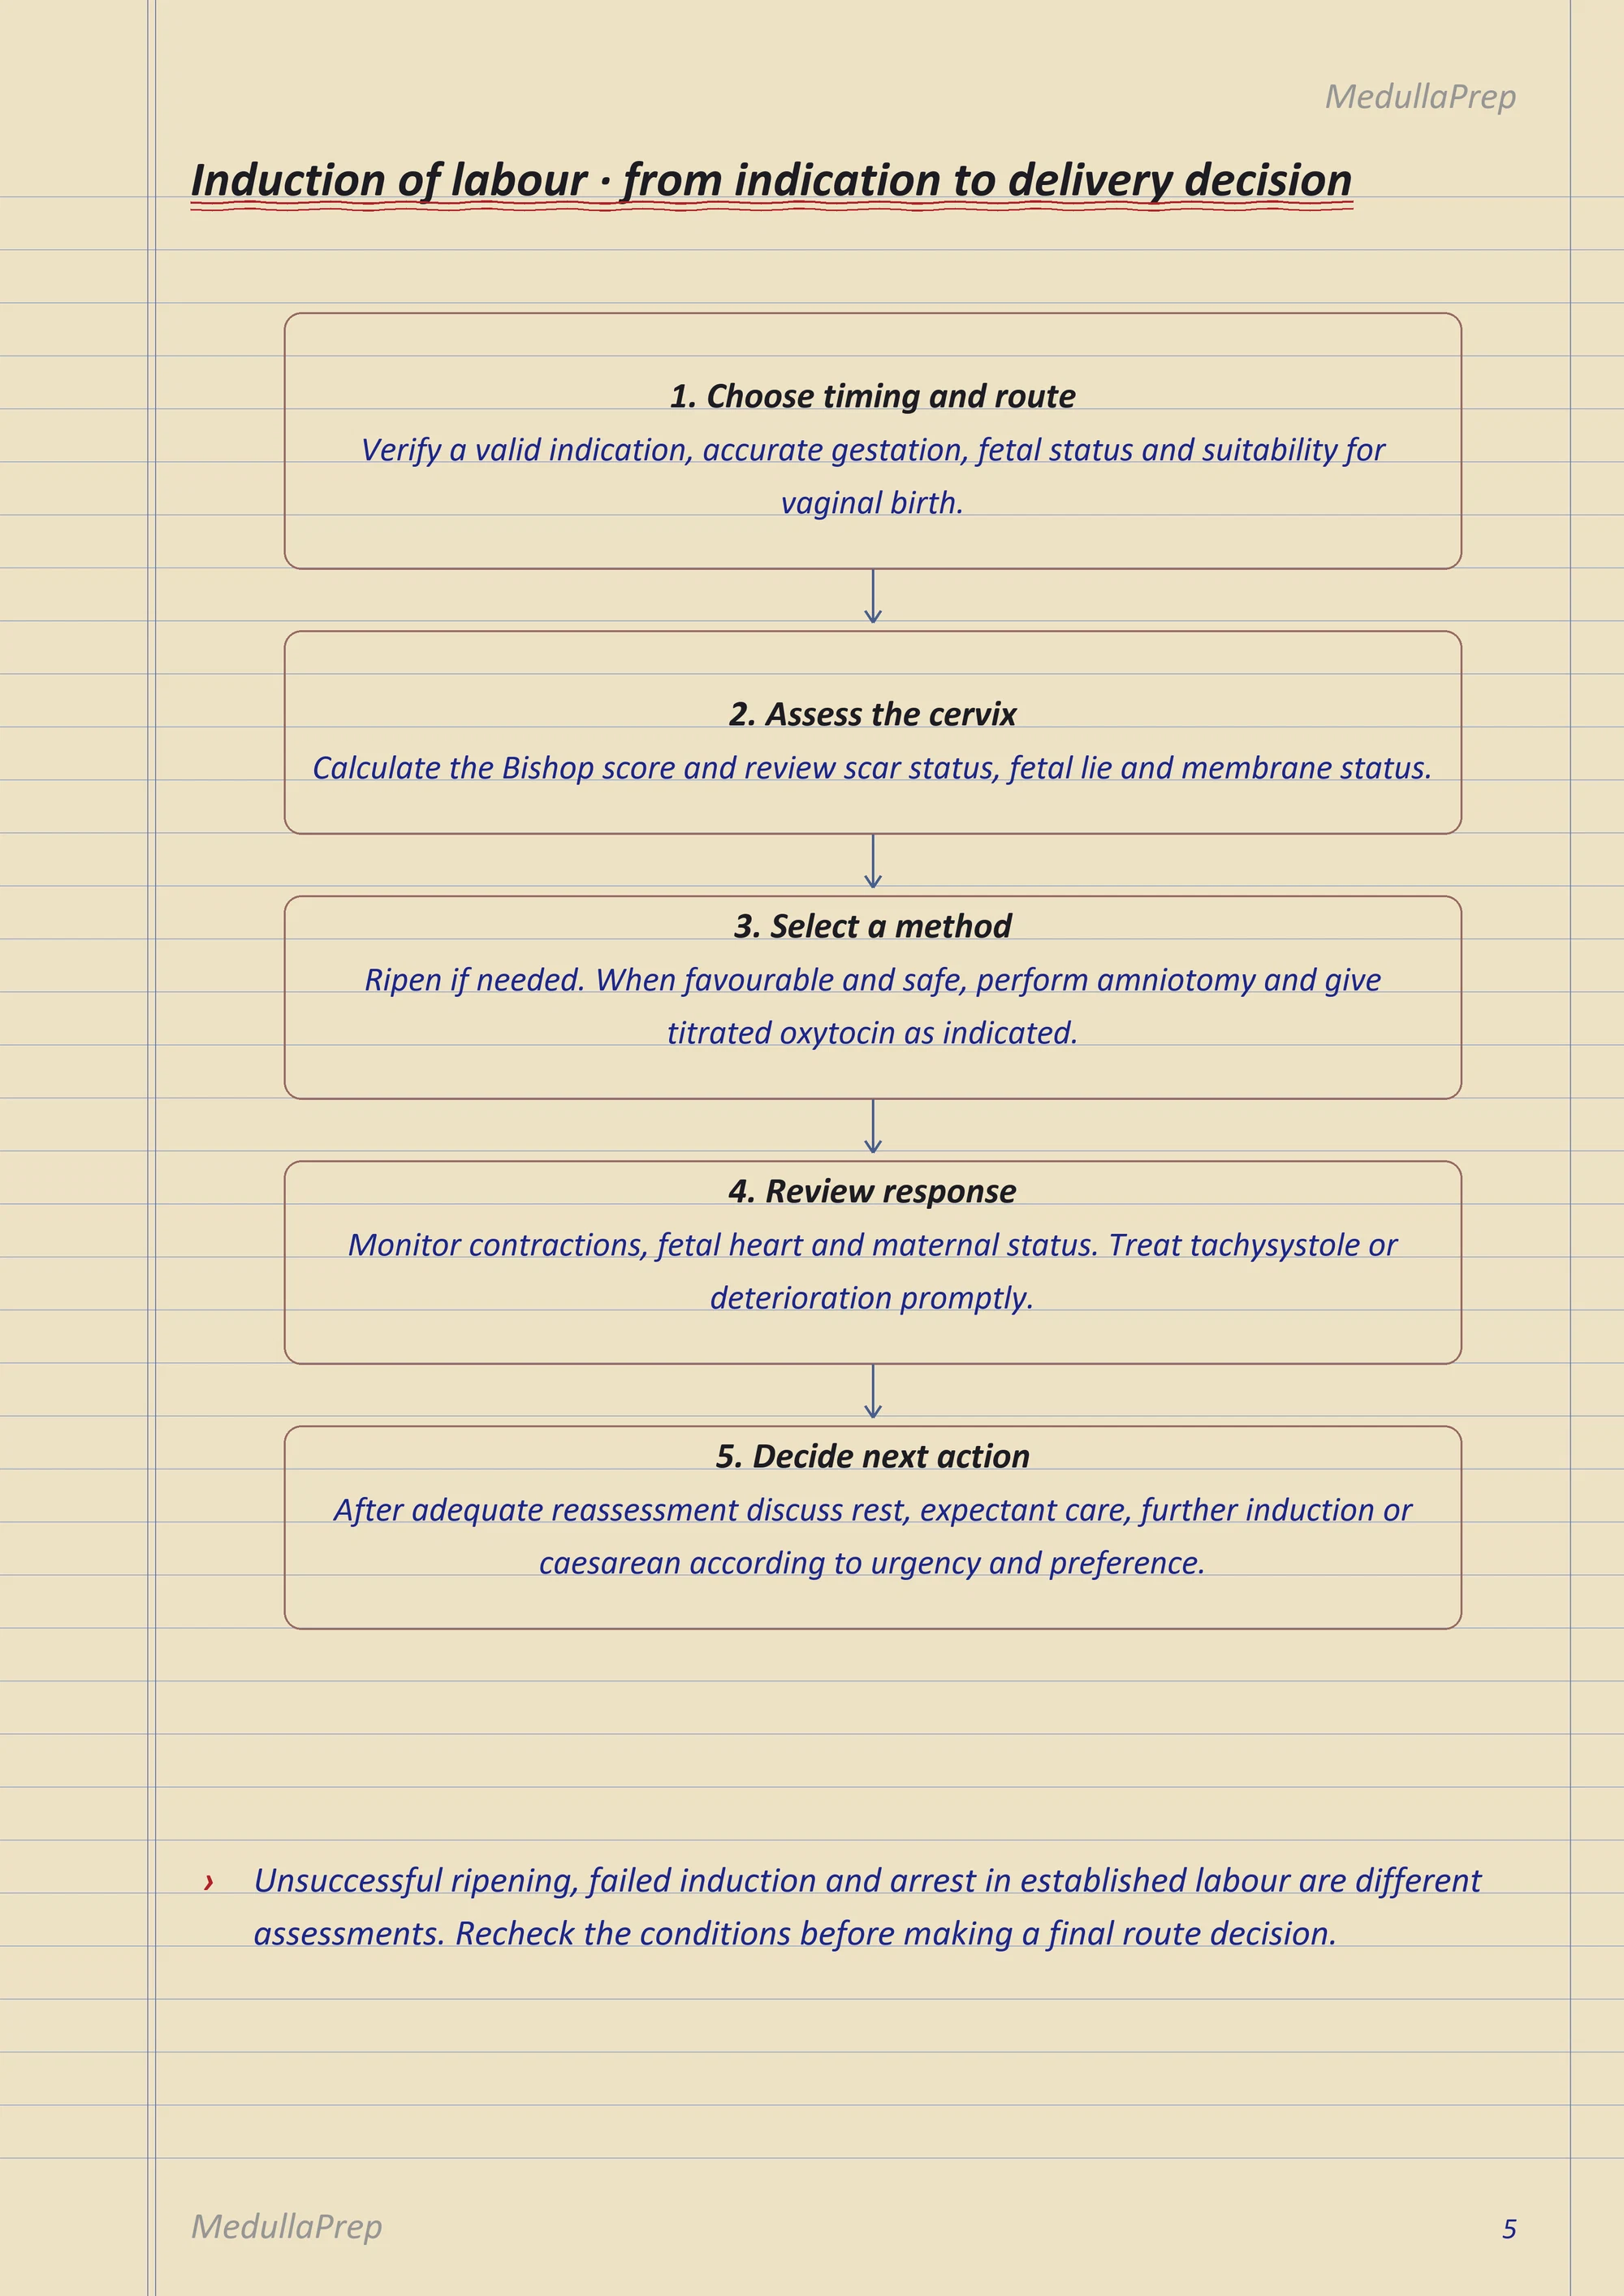 MedullaPrep
Induction of labour · from indication to delivery decision
1. Choose timing and route
Verify a valid indication, accurate gestation, fetal status and suitability for
vaginal birth.
2. Assess the cervix
Calculate the Bishop score and review scar status, fetal lie and membrane status.
3. Select a method
Ripen if needed. When favourable and safe, perform amniotomy and give
titrated oxytocin as indicated.
4. Review response
Monitor contractions, fetal heart and maternal status. Treat tachysystole or
deterioration promptly.
5. Decide next action
After adequate reassessment discuss rest, expectant care, further induction or
caesarean according to urgency and preference.
› Unsuccessful ripening, failed induction and arrest in established labour are different
assessments. Recheck the conditions before making a final route decision.
MedullaPrep
5